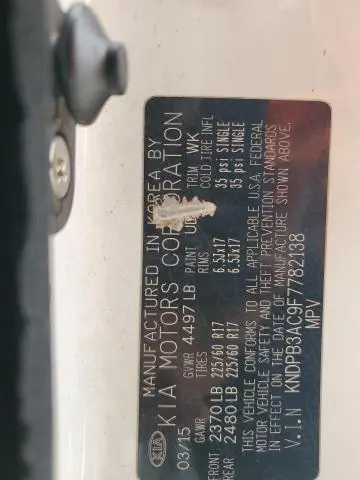 MANUFACTURED IN KOREA BY
KIA KIA MOTORS CORPORATION
03/15 GVWR 4497LB PAINT UD TRIM WK
GAWR TIRES RIMS COLD TIRE INFL
FRONT 2370LB 225/60 R17 6.5JX17 35 psi SINGLE
REAR 2480LB 225/60 R17 6.5JX17 35 psi SINGLE
THIS VEHICLE CONFORMS TO ALL APPLICABLE U.S.A. FEDERAL
MOTOR VEHICLE SAFETY AND THEFT PREVENTION STANDARDS
IN EFFECT ON THE DATE OF MANUFACTURE SHOWN ABOVE.
V.I.N KNDPB3AC9F7782138
MPV